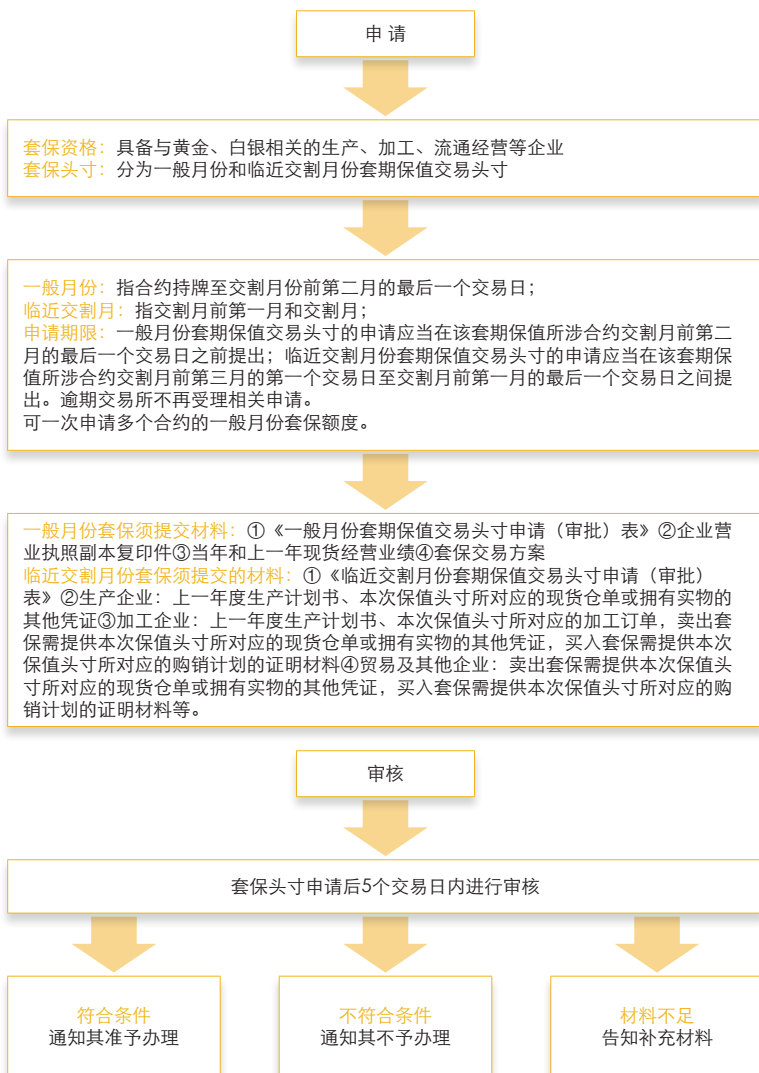 申 请
套保资格：具备与黄金、白银相关的生产、加工、流通经营等企业
套保头寸：分为一般月份和临近交割月份套期保值交易头寸
一般月份：指合约持牌至交割月份前第二月的最后一个交易日；
临近交割月：指交割月前第一月和交割月；
申请期限：一般月份套期保值交易头寸的申请应当在该套期保值所涉合约交割月前第二
月的最后一个交易日之前提出；临近交割月份套期保值交易头寸的申请应当在该套期保
值所涉合约交割月前第三月的第一个交易日至交割月前第一月的最后一个交易日之间提
出。逾期交易所不再受理相关申请。
可一次申请多个合约的一般月份套保额度。
一般月份套保须提交材料：①《一般月份套期保值交易头寸申请（审批）表》②企业营
业执照副本复印件③当年和上一年现货经营业绩④套保交易方案
临近交割月份套保须提交的材料：①《临近交割月份套期保值交易头寸申请（审批）
表》②生产企业：上一年度生产计划书、本次保值头寸所对应的现货仓单或拥有实物的
其他凭证③加工企业：上一年度生产计划书、本次保值头寸所对应的加工订单，卖出套
保需提供本次保值头寸所对应的现货仓单或拥有实物的其他凭证，买入套保需提供本次
保值头寸所对应的购销计划的证明材料④贸易及其他企业：卖出套保需提供本次保值头
寸所对应的现货仓单或拥有实物的其他凭证，买入套保需提供本次保值头寸所对应的购
销计划的证明材料等。
审核
套保头寸申请后5个交易日内进行审核
符合条件
通知其准予办理
不符合条件
通知其不予办理
材料不足
告知补充材料